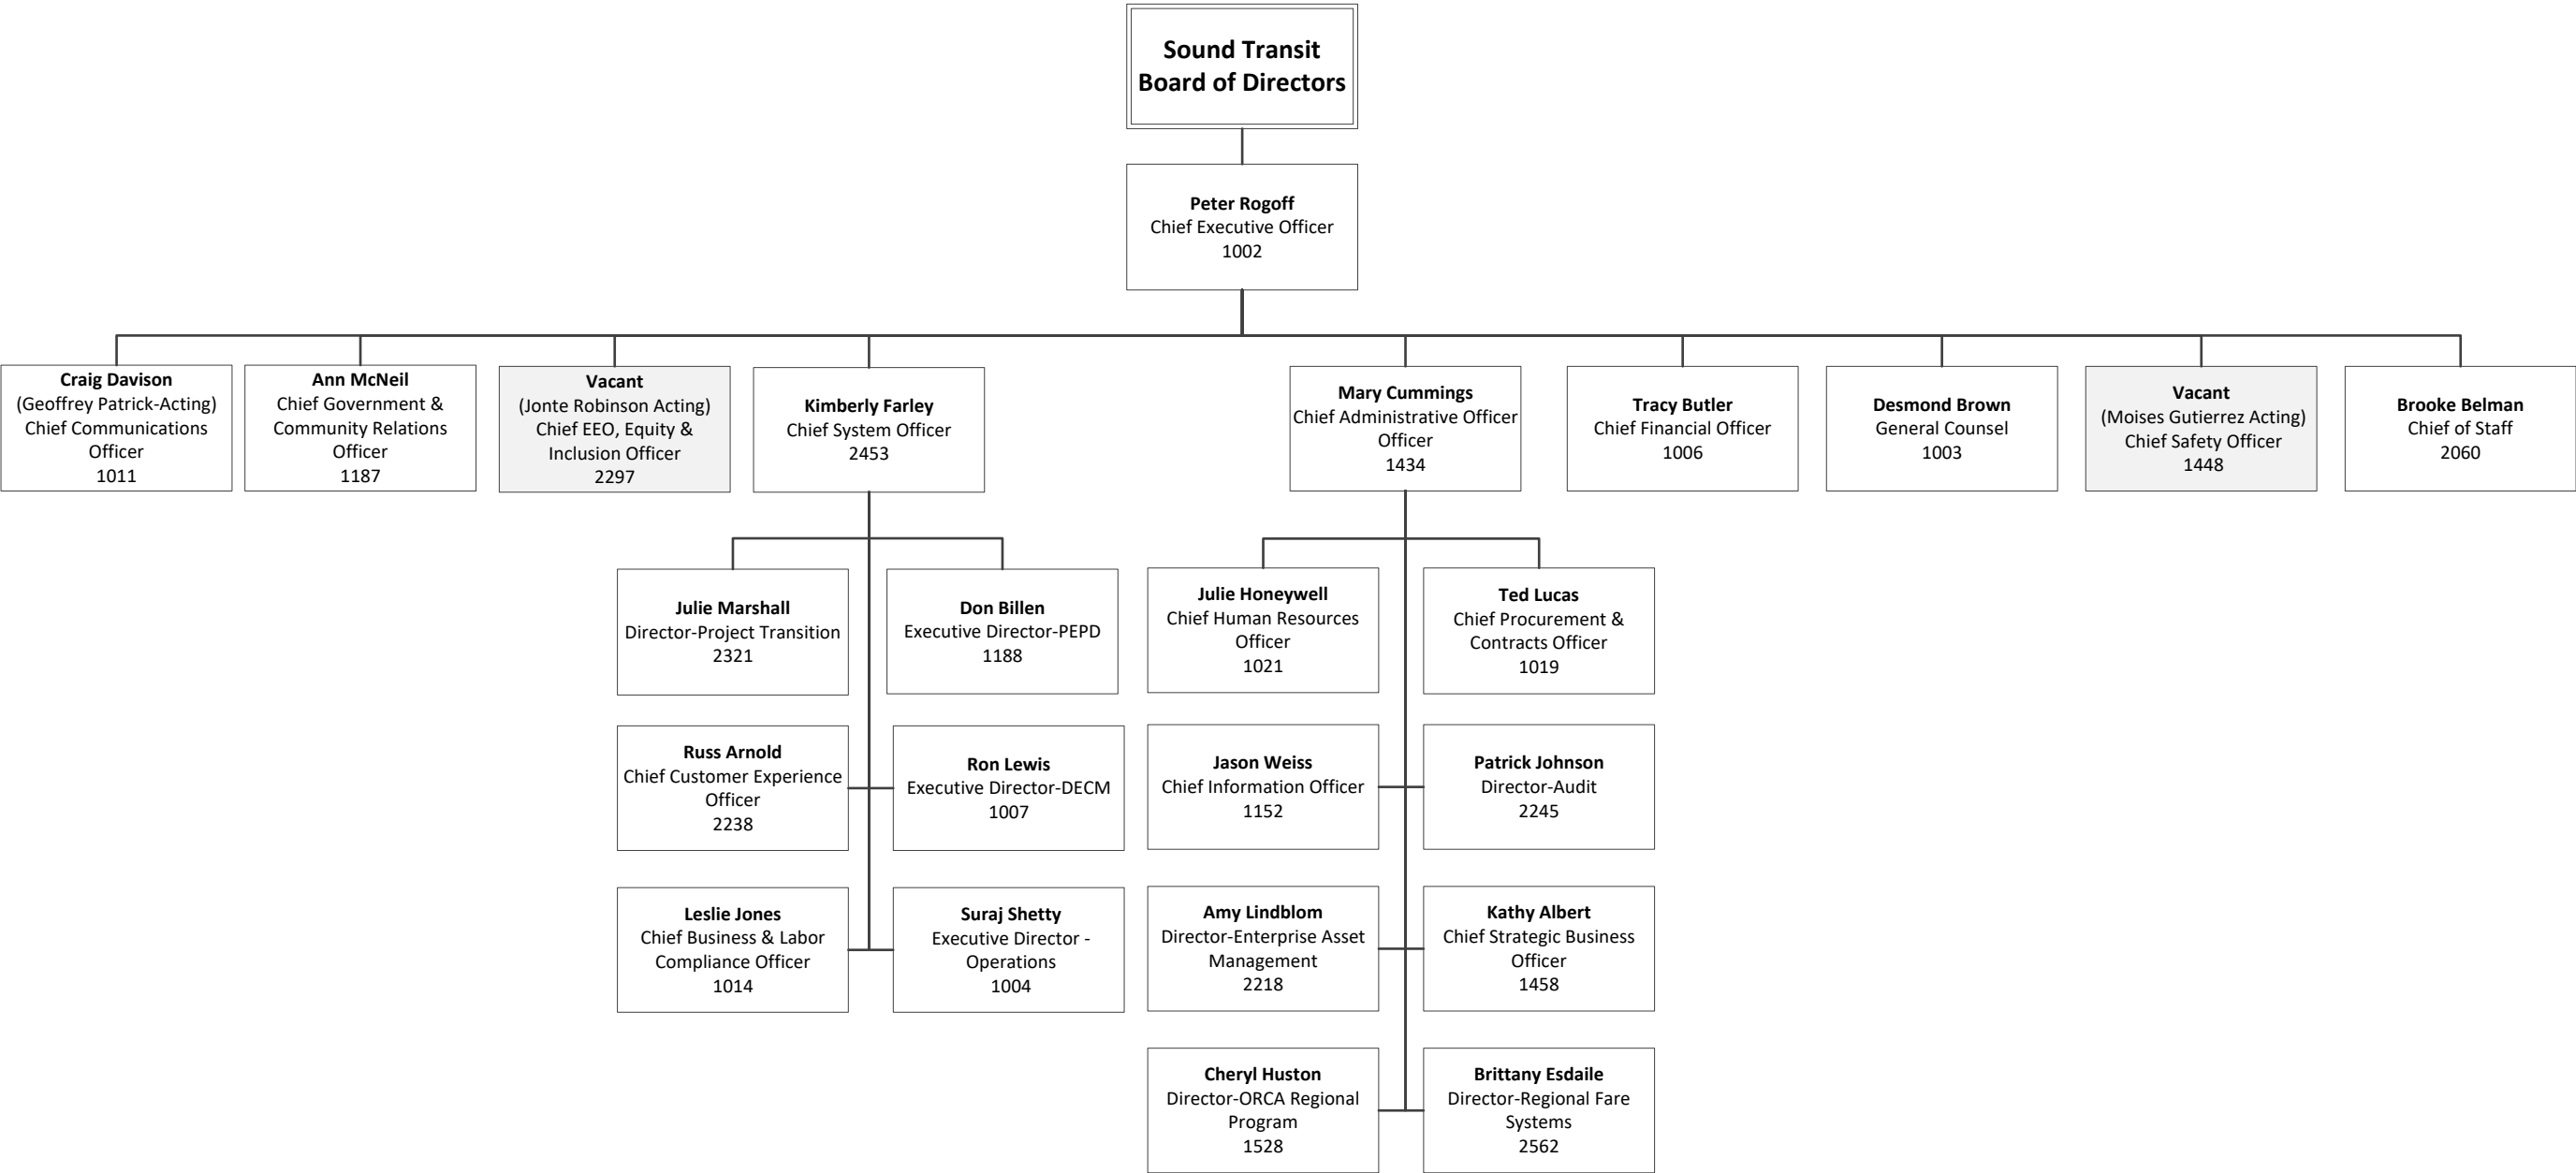 Sound Transit
Board of Directors
Peter Rogoff
Chief Executive Officer
1002
Craig Davison
(Geoffrey Patrick-Acting)
Chief Communications
Officer
1011
Ann McNeil
Chief Government &
Community Relations
Officer
1187
Vacant
(Jonte Robinson Acting)
Chief EEO, Equity &
Inclusion Officer
2297
Kimberly Farley
Chief System Officer
2453
Mary Cummings
Chief Administrative Officer
Officer
1434
Tracy Butler
Chief Financial Officer
1006
Desmond Brown
General Counsel
1003
Vacant
(Moises Gutierrez Acting)
Chief Safety Officer
1448
Brooke Belman
Chief of Staff
2060
Julie Marshall
Director-Project Transition
2321
Don Billen
Executive Director-PEPD
1188
Julie Honeywell
Chief Human Resources
Officer
1021
Ted Lucas
Chief Procurement &
Contracts Officer
1019
Russ Arnold
Chief Customer Experience
Officer
2238
Ron Lewis
Executive Director-DECM
1007
Jason Weiss
Chief Information Officer
1152
Patrick Johnson
Director-Audit
2245
Leslie Jones
Chief Business & Labor
Compliance Officer
1014
Suraj Shetty
Executive Director -
Operations
1004
Amy Lindblom
Director-Enterprise Asset
Management
2218
Kathy Albert
Chief Strategic Business
Officer
1458
Cheryl Huston
Director-ORCA Regional
Program
1528
Brittany Esdaile
Director-Regional Fare
Systems
2562